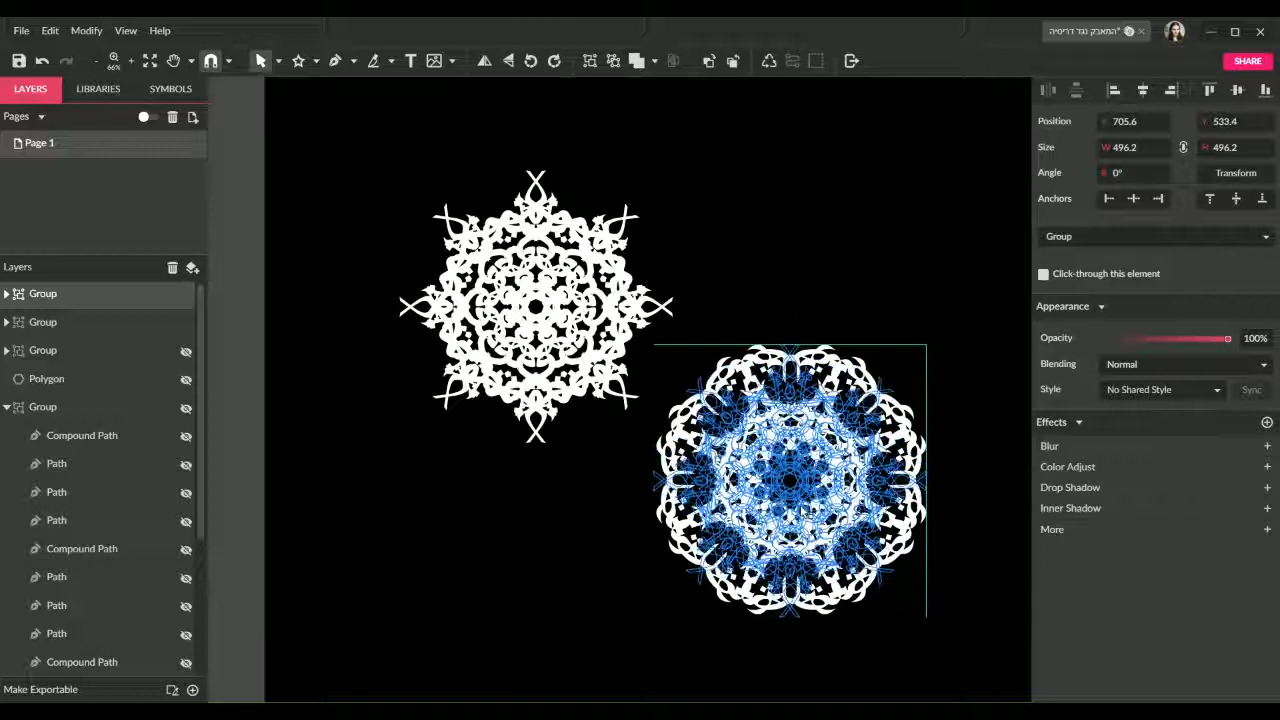 File Edit Modify View Help
המאבק נגד דריסיה*
66%
SHARE
LAYERS LIBRARIES SYMBOLS
Pages
Page 1
Layers
Group
Group
Group
Polygon
Group
Compound Path
Path
Path
Path
Compound Path
Path
Path
Path
Compound Path
Make Exportable
Position X 705.6 Y 533.4
Size W 496.2 H 496.2
Angle R 0° Transform
Anchors
Group
Click-through this element
Appearance
Opacity 100%
Blending Normal
Style No Shared Style Sync
Effects
Blur
Color Adjust
Drop Shadow
Inner Shadow
More